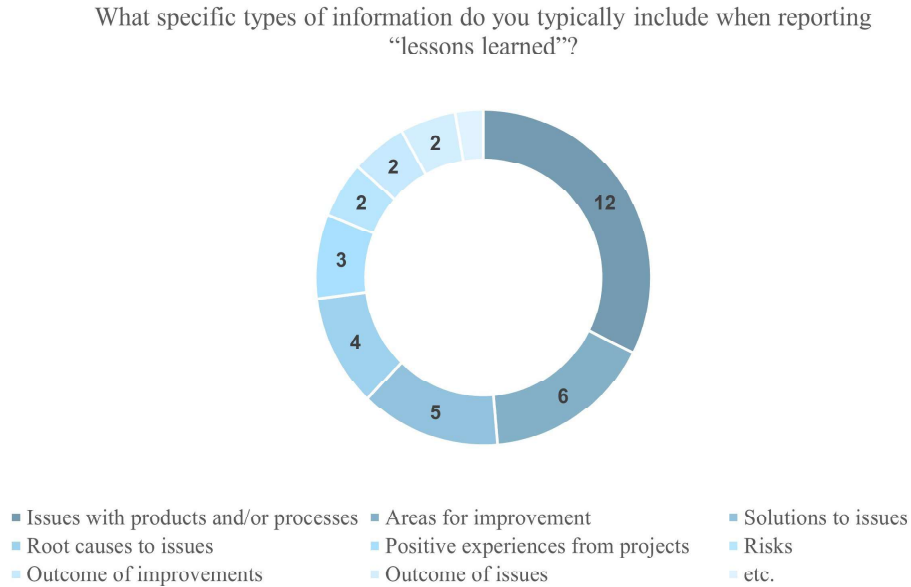 What specific types of information do you typically include when reporting
“lessons learned”?
12
6
5
4
3
2
2
2
Issues with products and/or processes
Areas for improvement
Solutions to issues
Root causes to issues
Positive experiences from projects
Risks
Outcome of improvements
Outcome of issues
etc.